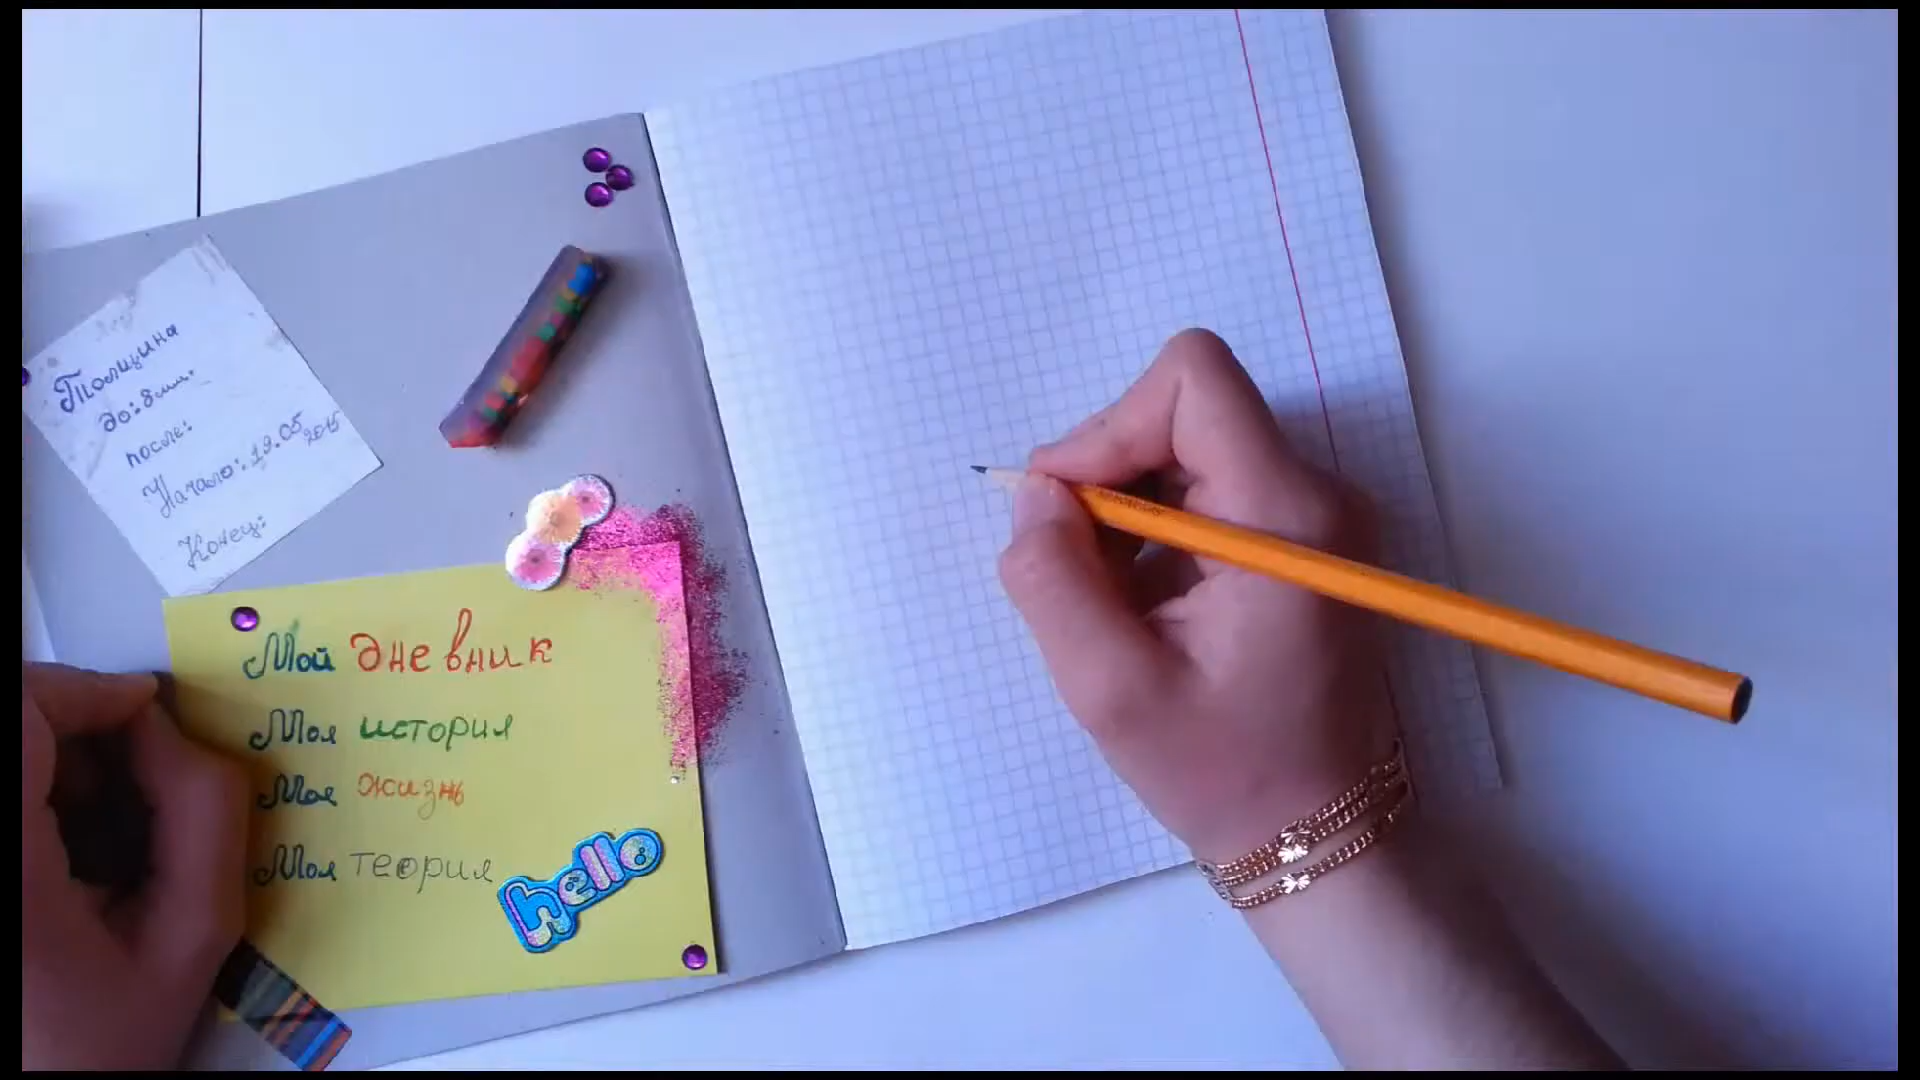 Толщина
до: 8мм.
после:
Начало: 19.05
2015
Конец:
Мой дневник
Моя история
Моя жизнь
Моя теория
hello